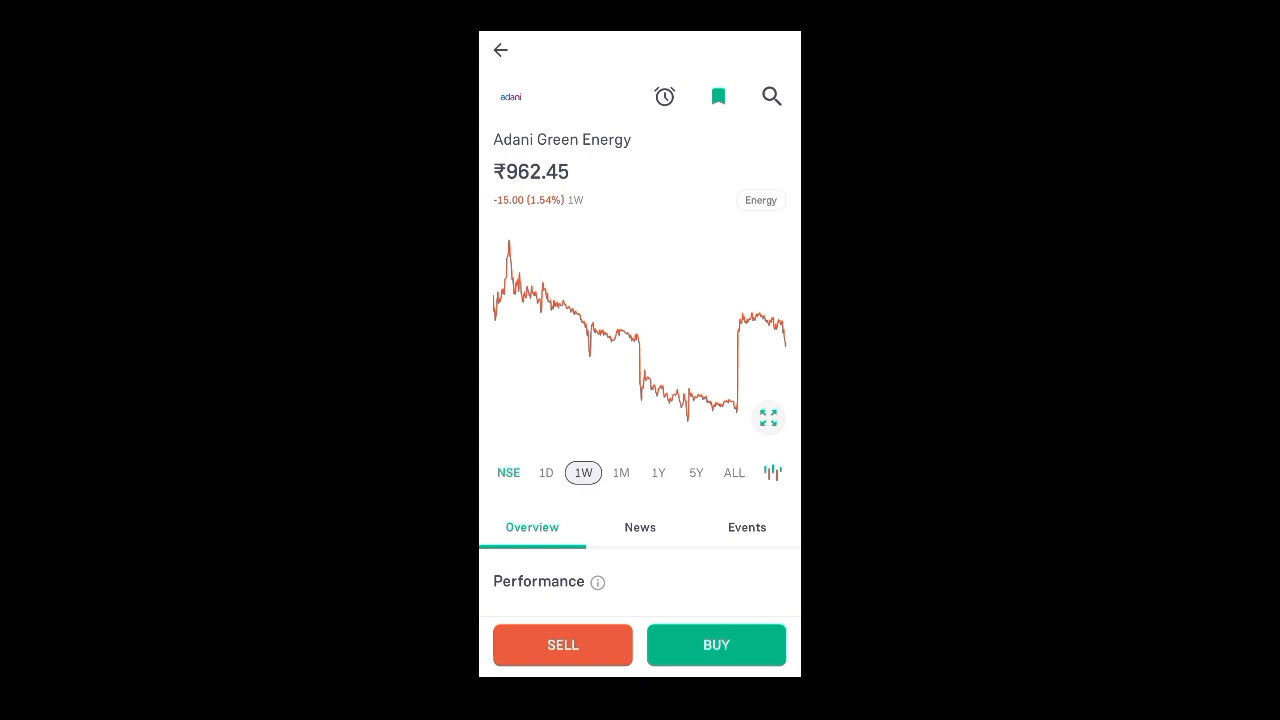 adani
Adani Green Energy
₹962.45
-15.00 (1.54%) 1W
Energy
NSE 1D 1W 1M 1Y 5Y ALL
Overview News Events
Performance
SELL BUY